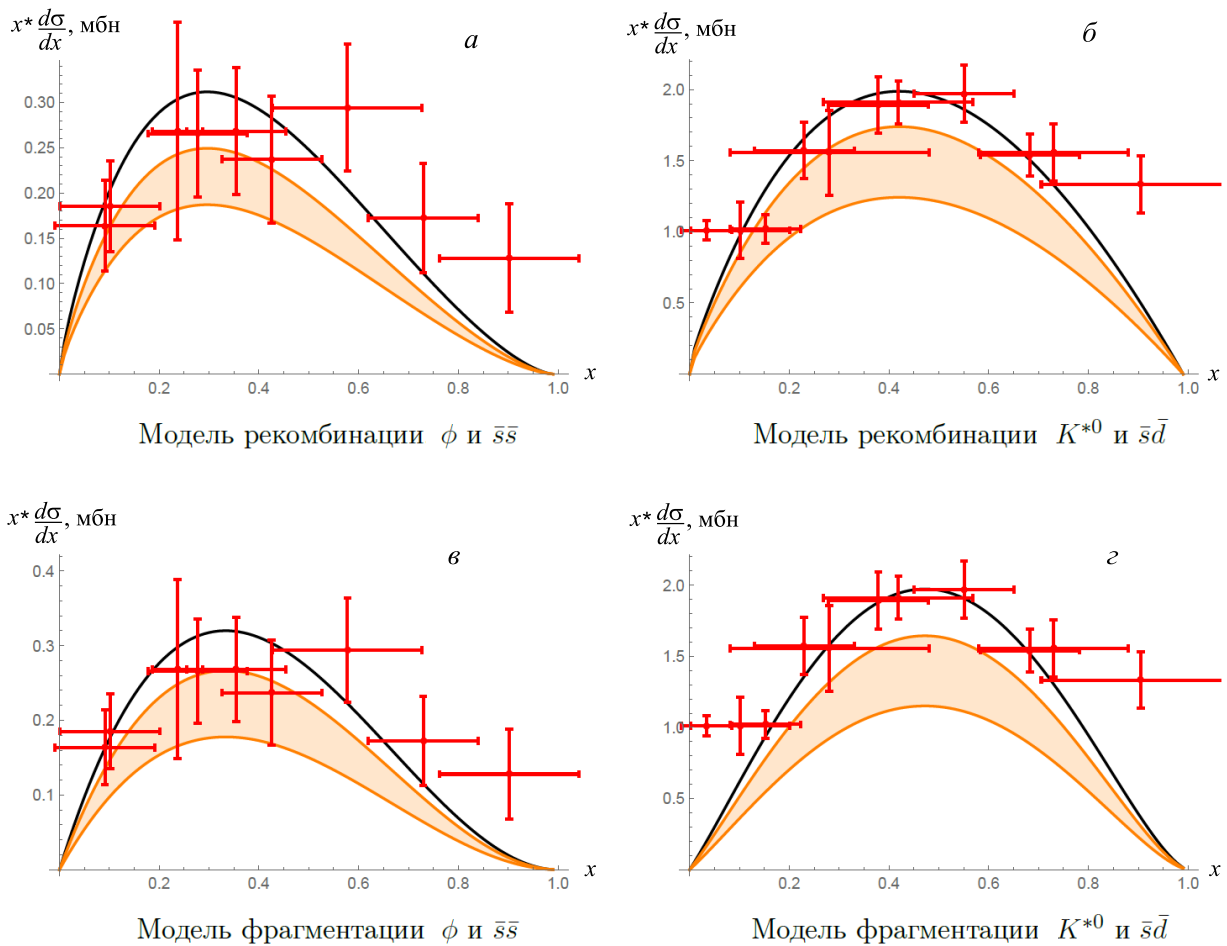 x* dσ/dx, мбн
а
0.30
0.25
0.20
0.15
0.10
0.05
0.2 0.4 0.6 0.8 1.0 x
Модель рекомбинации ϕ и s̄s̄
x* dσ/dx, мбн
б
2.0
1.5
1.0
0.5
0.2 0.4 0.6 0.8 1.0 x
Модель рекомбинации K*0 и s̄d̄
x* dσ/dx, мбн
в
0.4
0.3
0.2
0.1
0.2 0.4 0.6 0.8 1.0 x
Модель фрагментации ϕ и s̄s̄
x* dσ/dx, мбн
г
2.0
1.5
1.0
0.5
0.2 0.4 0.6 0.8 1.0 x
Модель фрагментации K*0 и s̄d̄